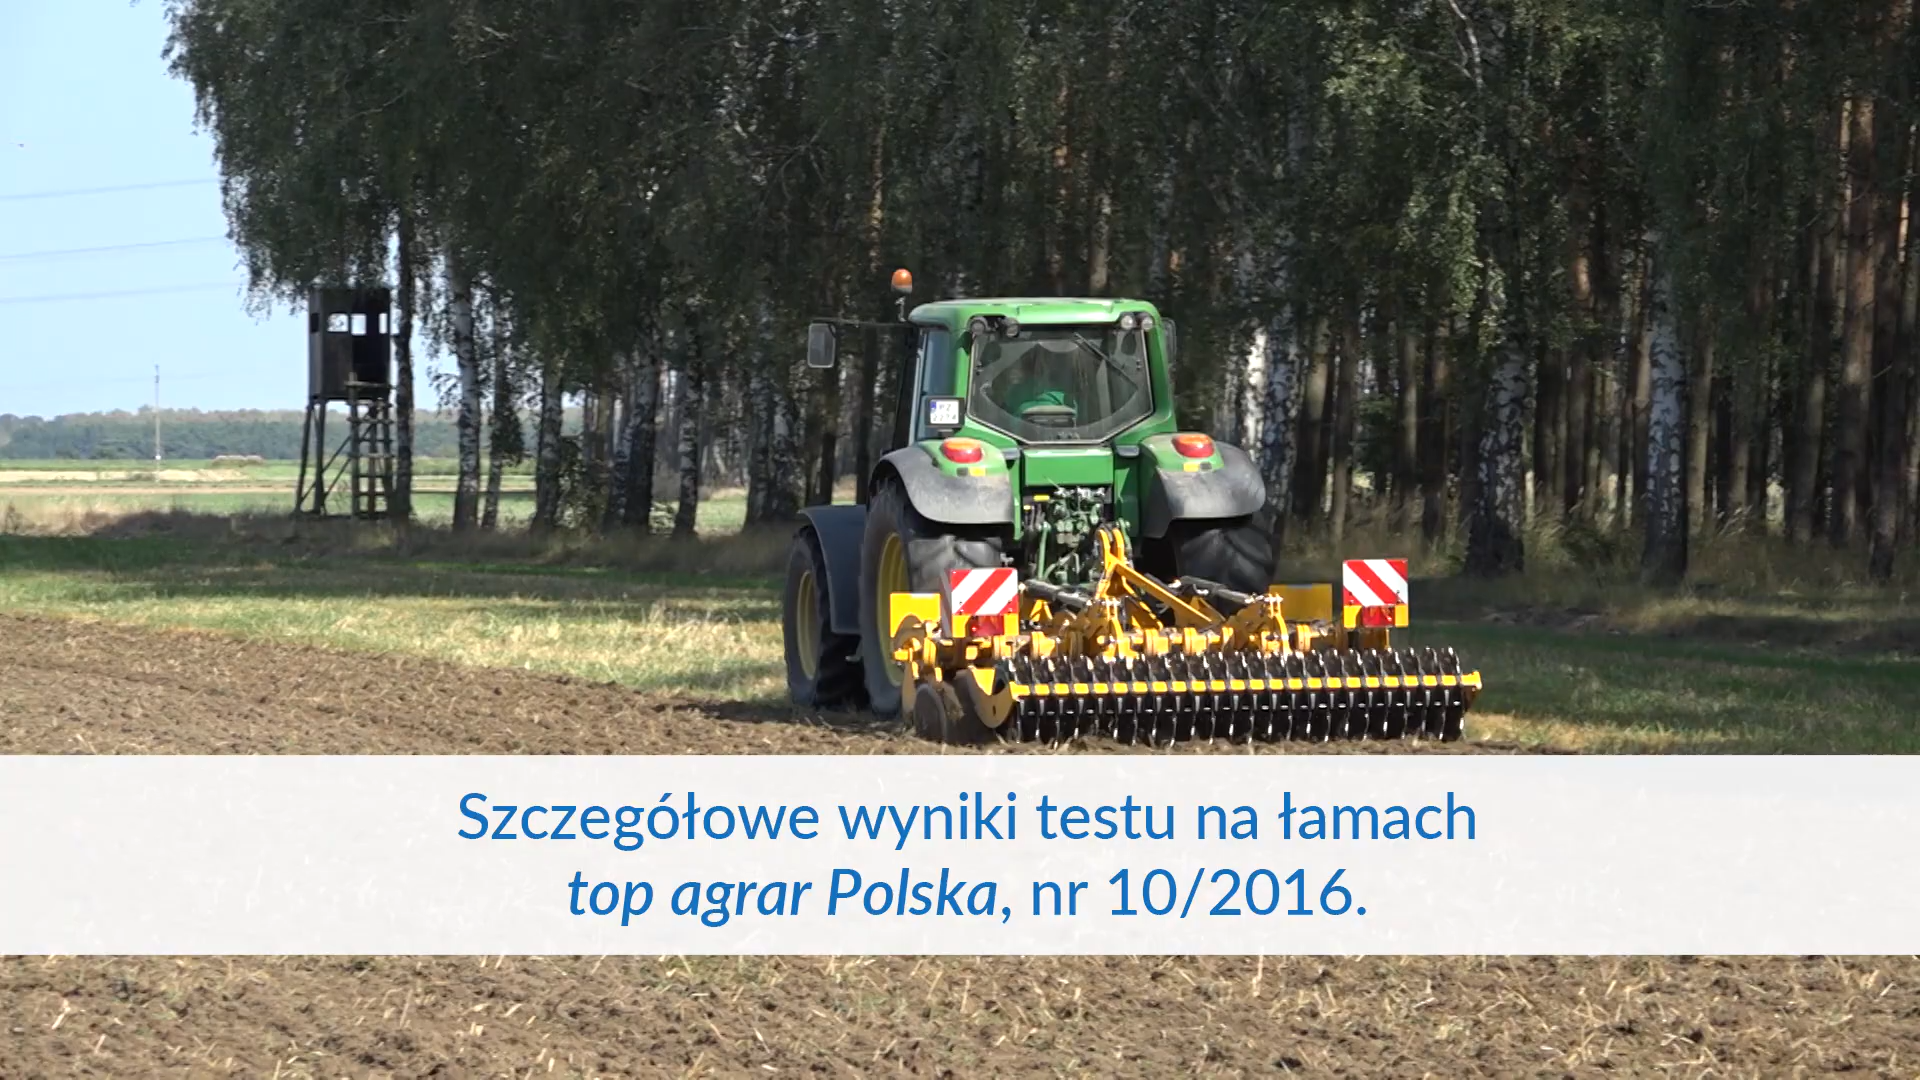 Szczegółowe wyniki testu na łamach
top agrar Polska, nr 10/2016.